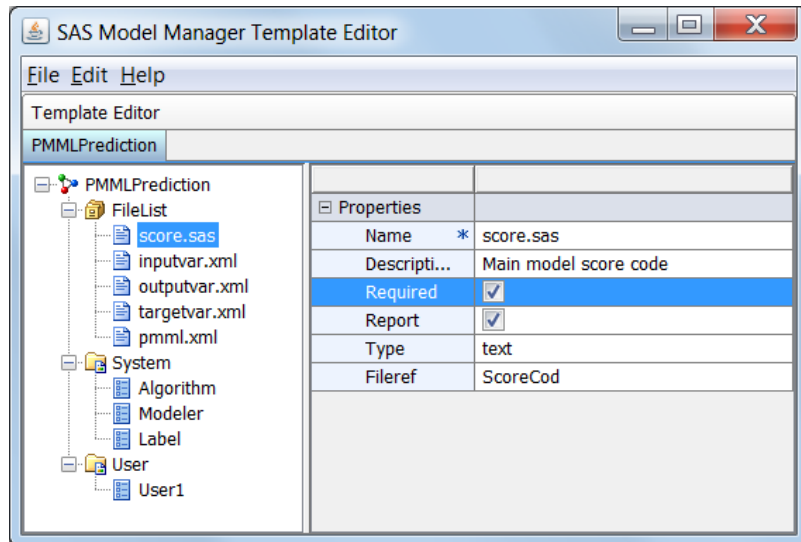 SAS Model Manager Template Editor
File Edit Help
Template Editor
PMMLPrediction
PMMLPrediction
FileList
score.sas
inputvar.xml
outputvar.xml
targetvar.xml
pmml.xml
System
Algorithm
Modeler
Label
User
User1
Properties
Name * score.sas
Descripti... Main model score code
Required
Report
Type text
Fileref ScoreCod